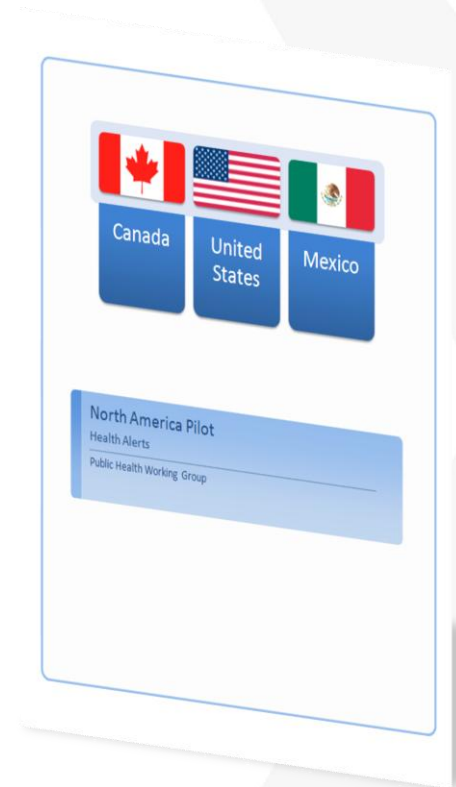 Canada
United
States
Mexico
North America Pilot
Health Alerts
Public Health Working Group